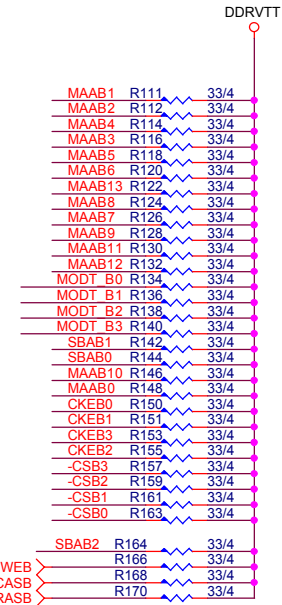 DDRVTT
MAAB1 R111 33/4
MAAB2 R112 33/4
MAAB4 R114 33/4
MAAB3 R116 33/4
MAAB5 R118 33/4
MAAB6 R120 33/4
MAAB13 R122 33/4
MAAB8 R124 33/4
MAAB7 R126 33/4
MAAB9 R128 33/4
MAAB11 R130 33/4
MAAB12 R132 33/4
MODT_B0 R134 33/4
MODT_B1 R136 33/4
MODT_B2 R138 33/4
MODT_B3 R140 33/4
SBAB1 R142 33/4
SBAB0 R144 33/4
MAAB10 R146 33/4
MAAB0 R148 33/4
CKEB0 R150 33/4
CKEB1 R151 33/4
CKEB3 R153 33/4
CKEB2 R155 33/4
-CSB3 R157 33/4
-CSB2 R159 33/4
-CSB1 R161 33/4
-CSB0 R163 33/4
SBAB2 R164 33/4
WEB R166 33/4
CASB R168 33/4
RASB R170 33/4